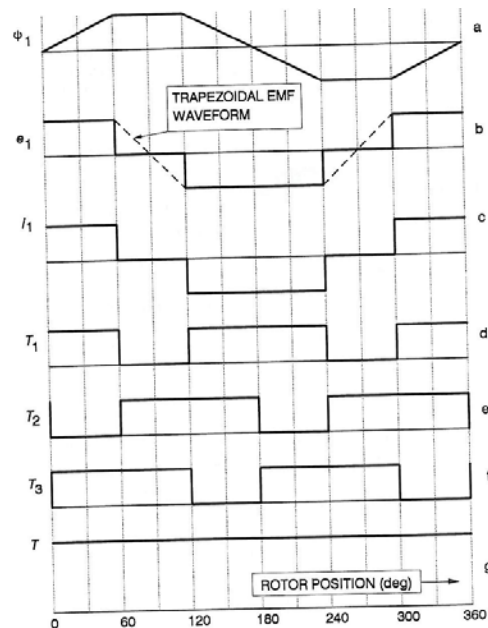 ψ1
a
TRAPEZOIDAL EMF
WAVEFORM
e1
b
I1
c
T1
d
T2
e
T3
T
ROTOR POSITION (deg)
g
0 60 120 180 240 300 360